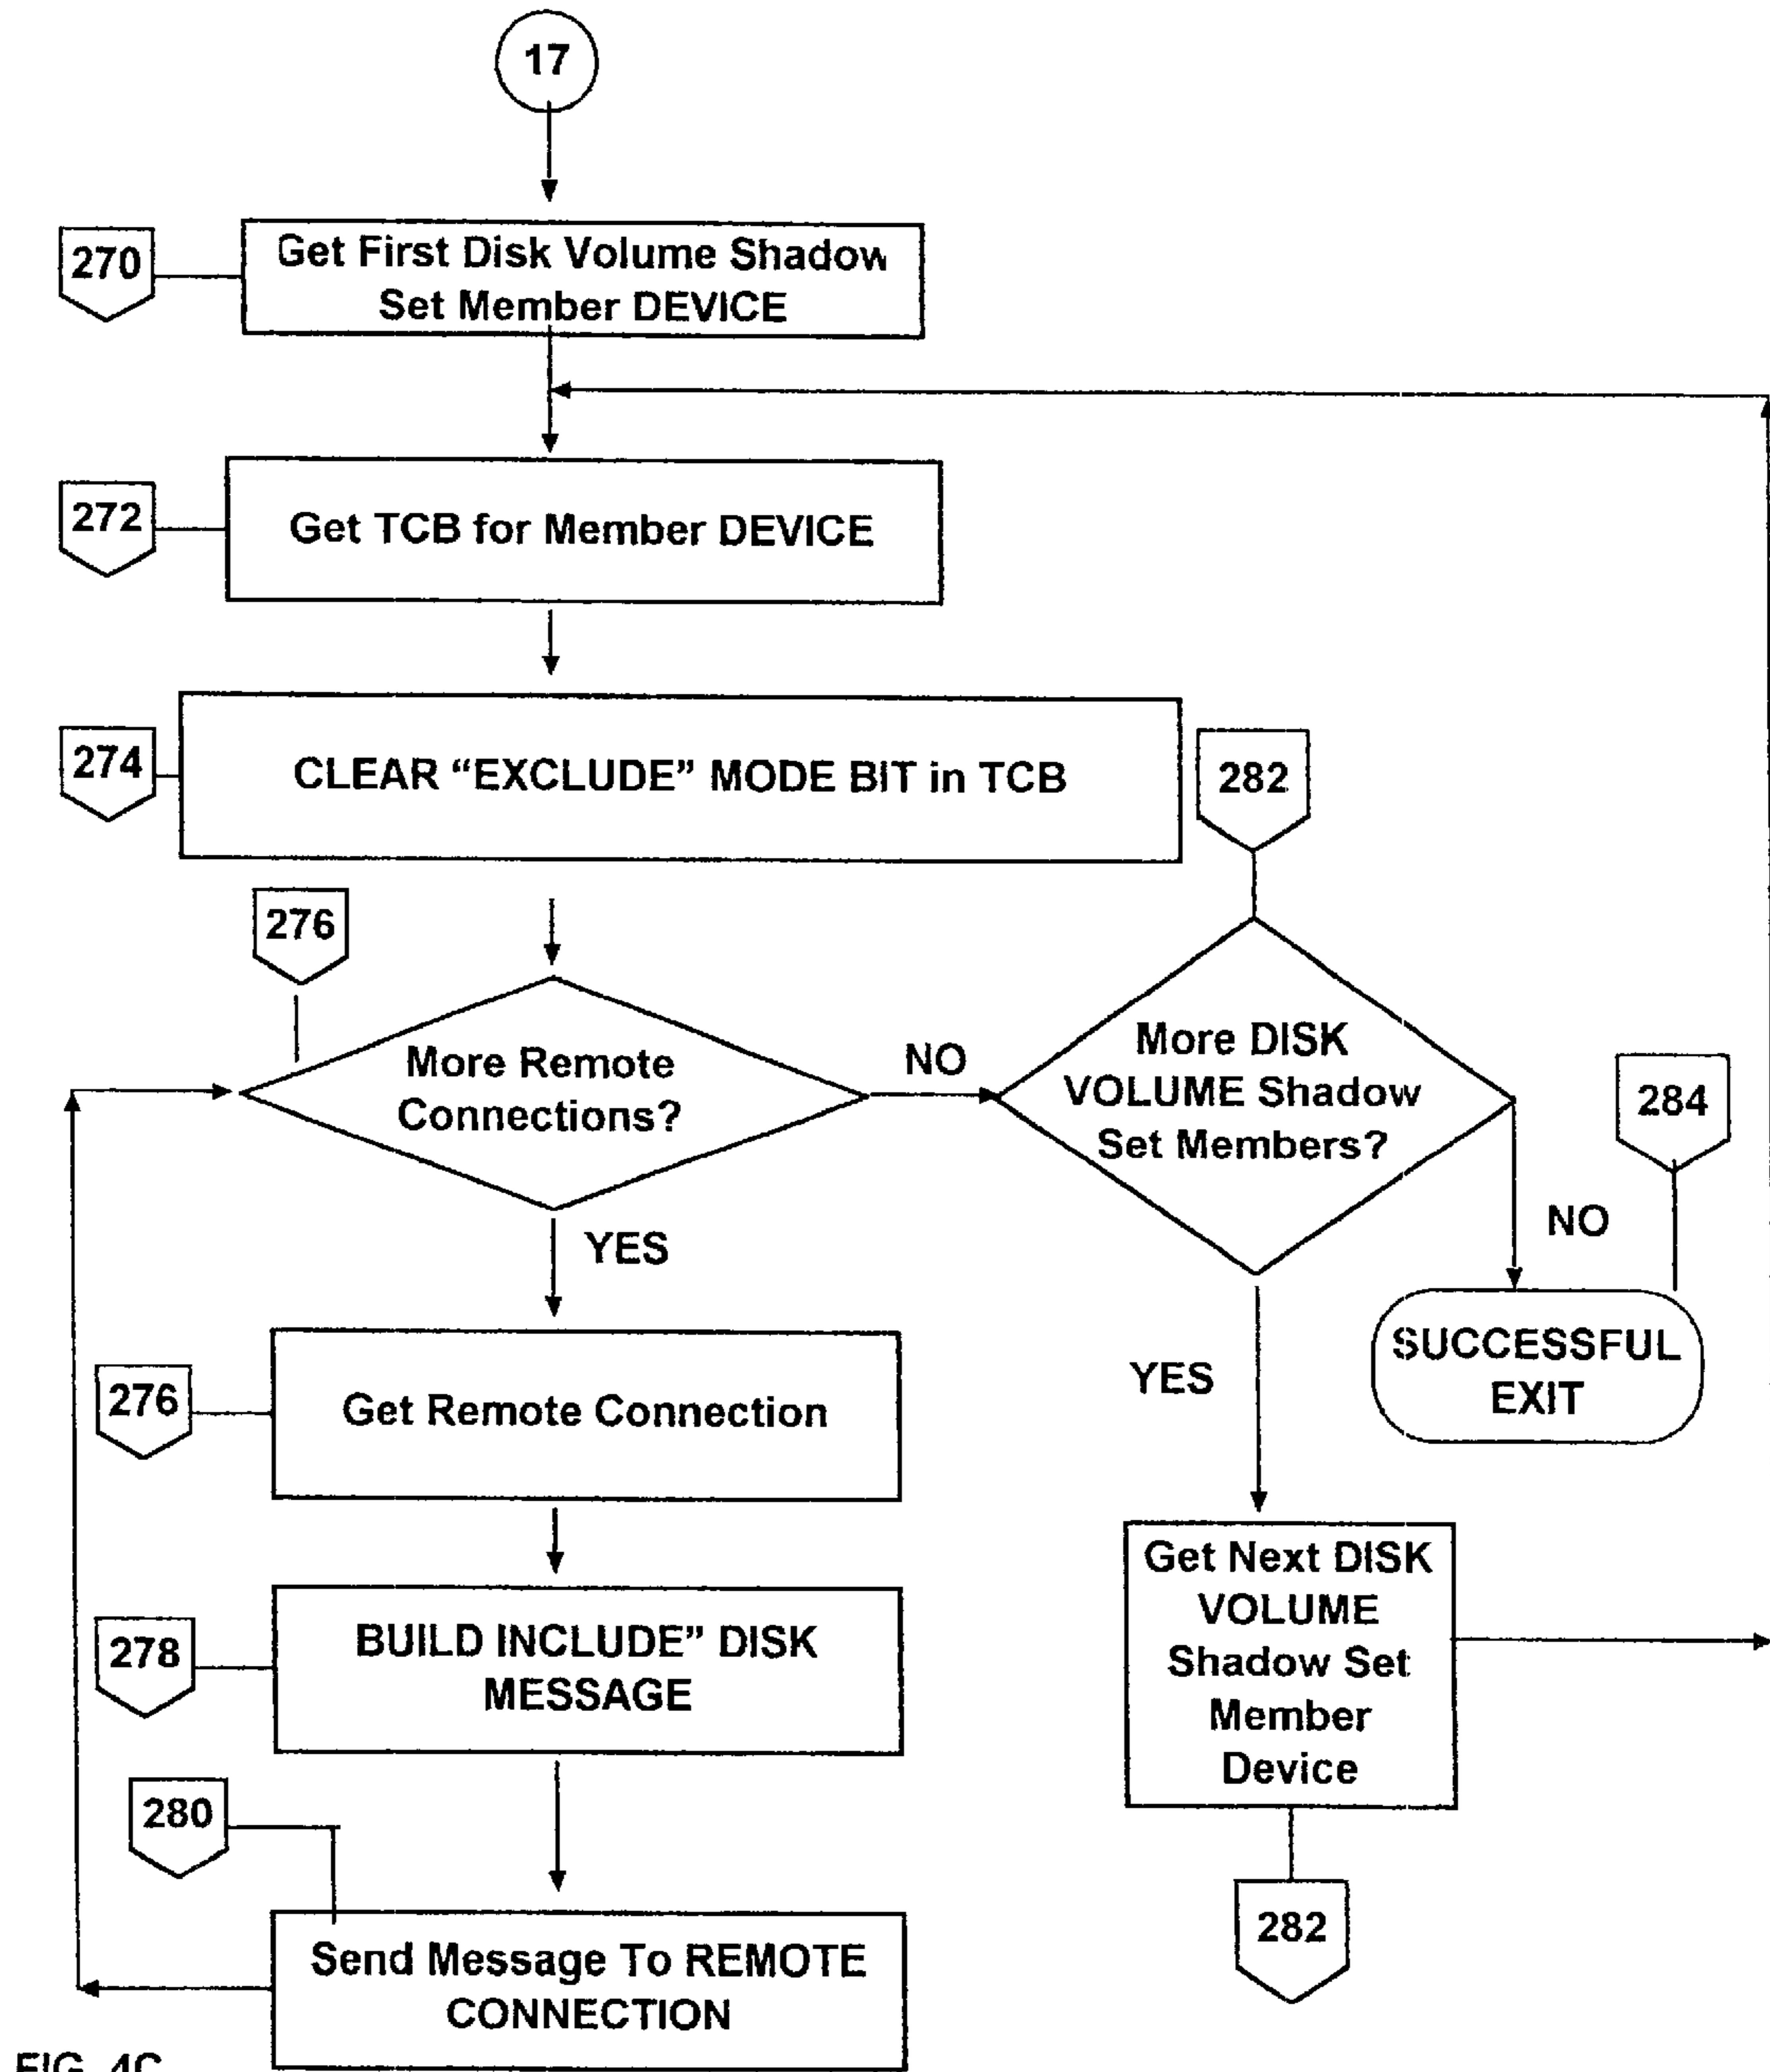 17
270
Get First Disk Volume Shadow
Set Member DEVICE
272
Get TCB for Member DEVICE
274
CLEAR “EXCLUDE” MODE BIT in TCB
282
276
More Remote
Connections?
NO
More DISK
VOLUME Shadow
Set Members?
284
YES
NO
SUCCESSFUL
EXIT
276
Get Remote Connection
YES
Get Next DISK
VOLUME
Shadow Set
Member
Device
278
BUILD INCLUDE” DISK
MESSAGE
280
Send Message To REMOTE
CONNECTION
282
FIG. 4C